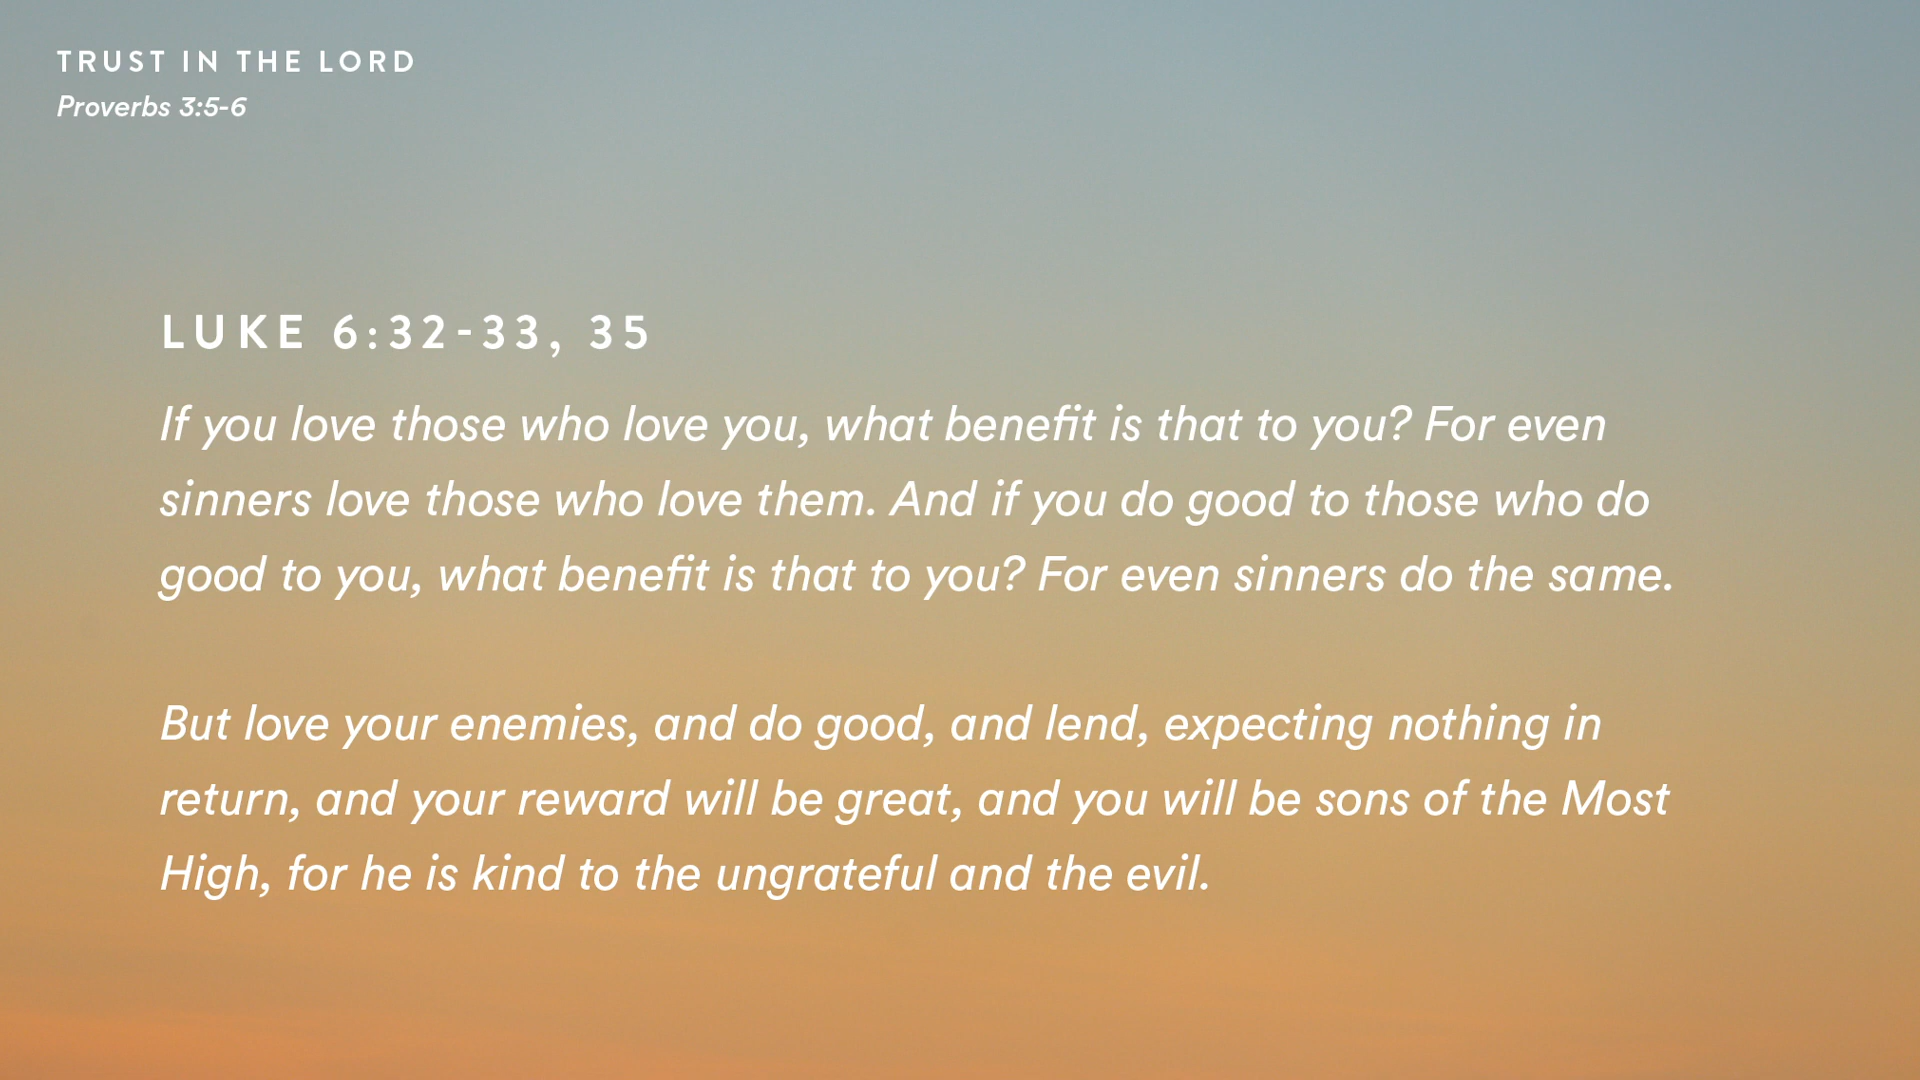 TRUST IN THE LORD
Proverbs 3:5-6
LUKE 6:32-33, 35
If you love those who love you, what benefit is that to you? For even
sinners love those who love them. And if you do good to those who do
good to you, what benefit is that to you? For even sinners do the same.
But love your enemies, and do good, and lend, expecting nothing in
return, and your reward will be great, and you will be sons of the Most
High, for he is kind to the ungrateful and the evil.